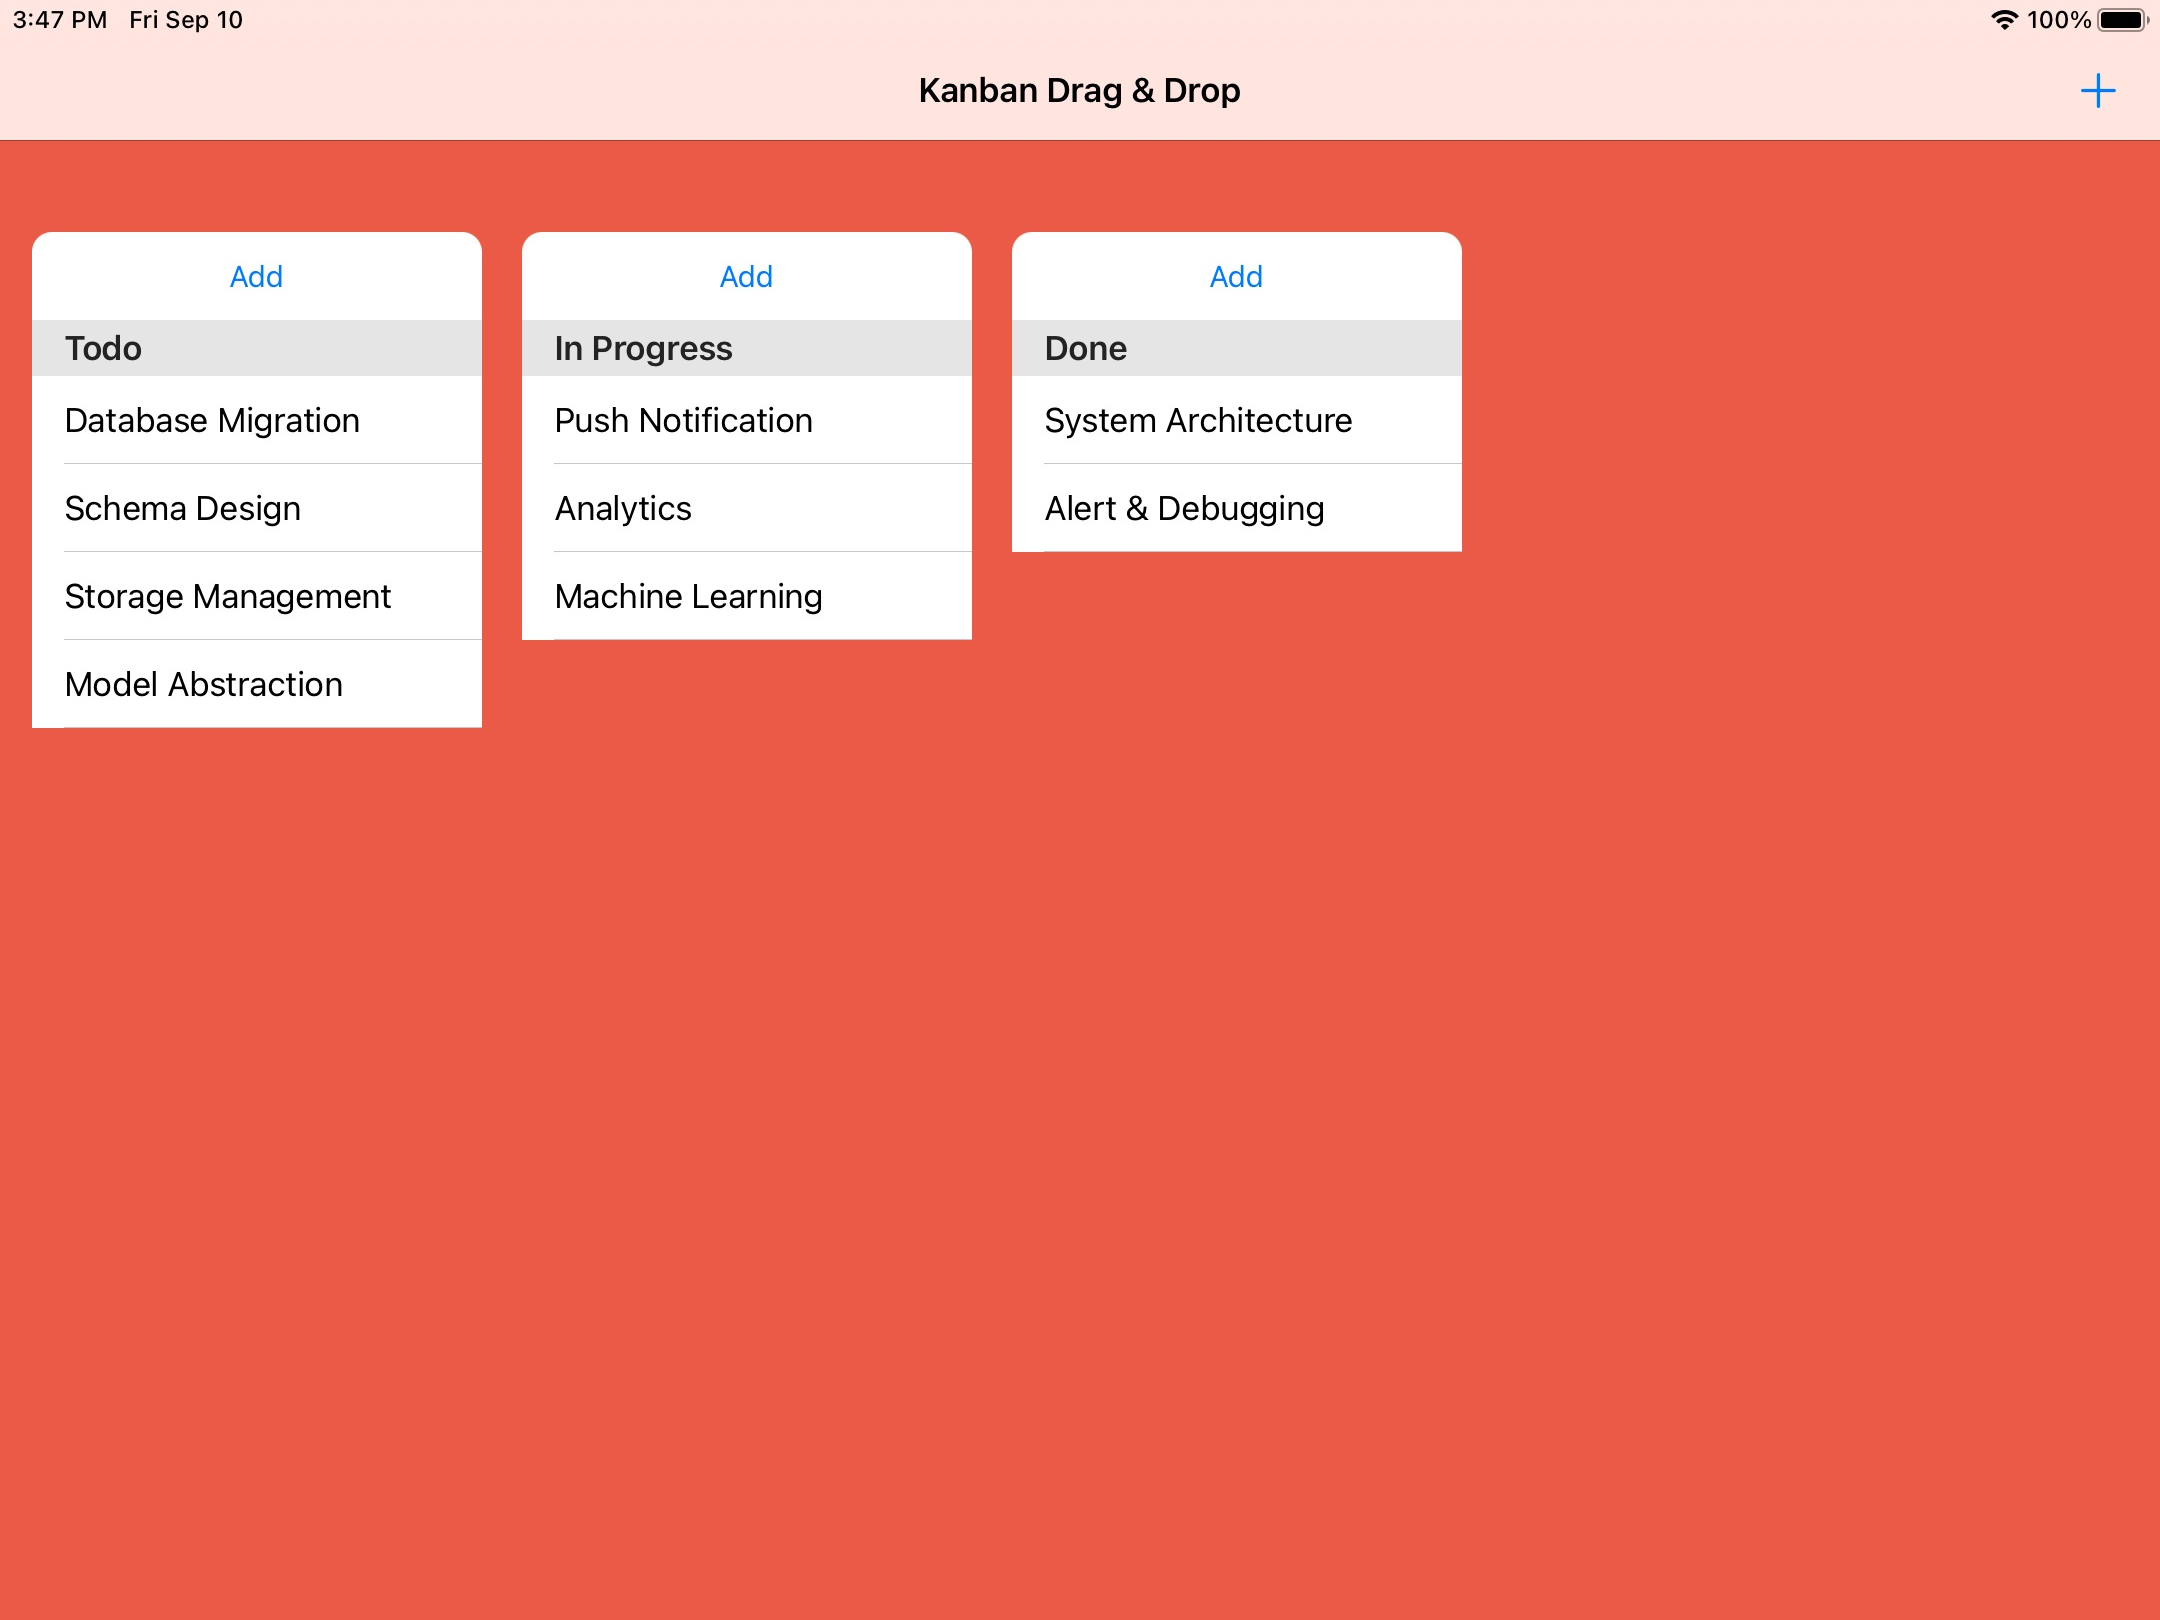 3:47 PM Fri Sep 10
100%
Kanban Drag & Drop
Add
Todo
Database Migration
Schema Design
Storage Management
Model Abstraction
Add
In Progress
Push Notification
Analytics
Machine Learning
Add
Done
System Architecture
Alert & Debugging